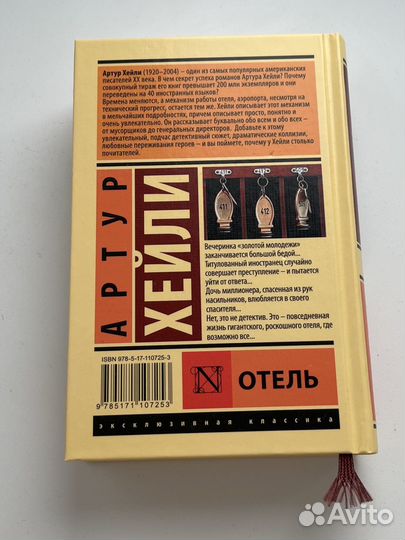 Артур Хейли (1920–2004) – один из самых популярных американских
писателей XX века. В чем секрет успеха романов Артура Хейли? Почему
совокупный тираж его книг превышает 200 млн экземпляров и они
переведены на 40 иностранных языков?
Времена меняются, а механизм работы отеля, аэропорта, несмотря на
технический прогресс, остается тем же. Хейли описывает этот механизм
в мельчайших подробностях, причем описывает просто, понятно и
очень увлекательно. Он рассказывает буквально обо всем и обо всех –
от мусорщиков до генеральных директоров. Добавьте к этому
увлекательный, подчас детективный сюжет, драматические коллизии,
любовные переживания героев – и вы поймете, почему у Хейли столько
почитателей.
АРТУР
ХЕЙЛИ
411
412
Вечеринка «золотой молодежи»
заканчивается большой бедой...
Титулованный иностранец случайно
совершает преступление – и пытается
уйти от ответа...
Дочь миллионера, спасенная из рук
насильников, влюбляется в своего
спасителя...
Нет, это не детектив. Это – повседневная
жизнь гигантского, роскошного отеля, где
возможно все...
ISBN 978-5-17-110725-3
9 785171 107253
N
ОТЕЛЬ
эксклюзивная классика
Avito